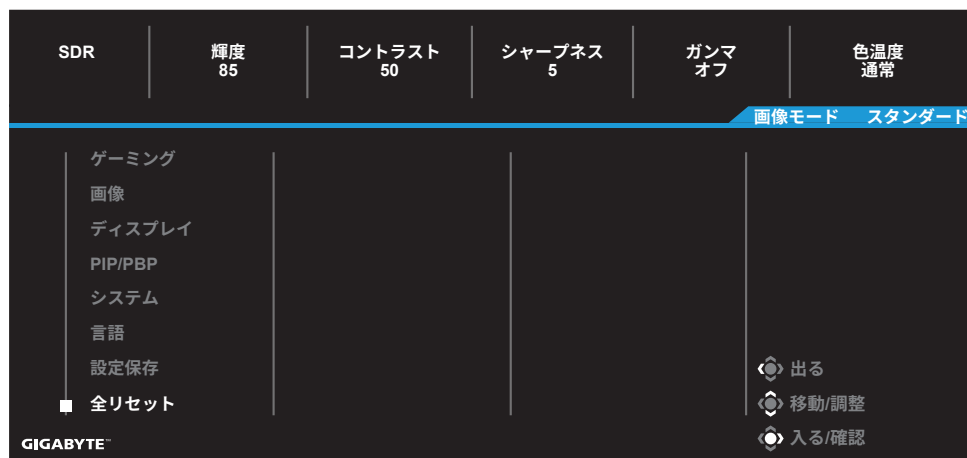 SDR
輝度
85
コントラスト
50
シャープネス
5
ガンマ
オフ
色温度
通常
画像モード スタンダード
ゲーミング
画像
ディスプレイ
PIP/PBP
システム
言語
設定保存
全リセット
出る
移動/調整
入る/確認
GIGABYTE™